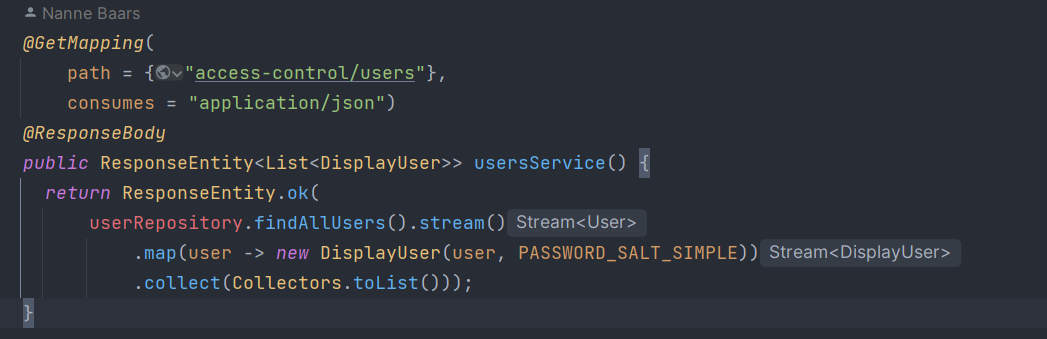 Nanne Baars
@GetMapping(
path = {"access-control/users"},
consumes = "application/json")
@ResponseBody
public ResponseEntity<List<DisplayUser>> usersService() {
return ResponseEntity.ok(
userRepository.findAllUsers().stream() Stream<User>
.map(user -> new DisplayUser(user, PASSWORD_SALT_SIMPLE)) Stream<DisplayUser>
.collect(Collectors.toList()));
}